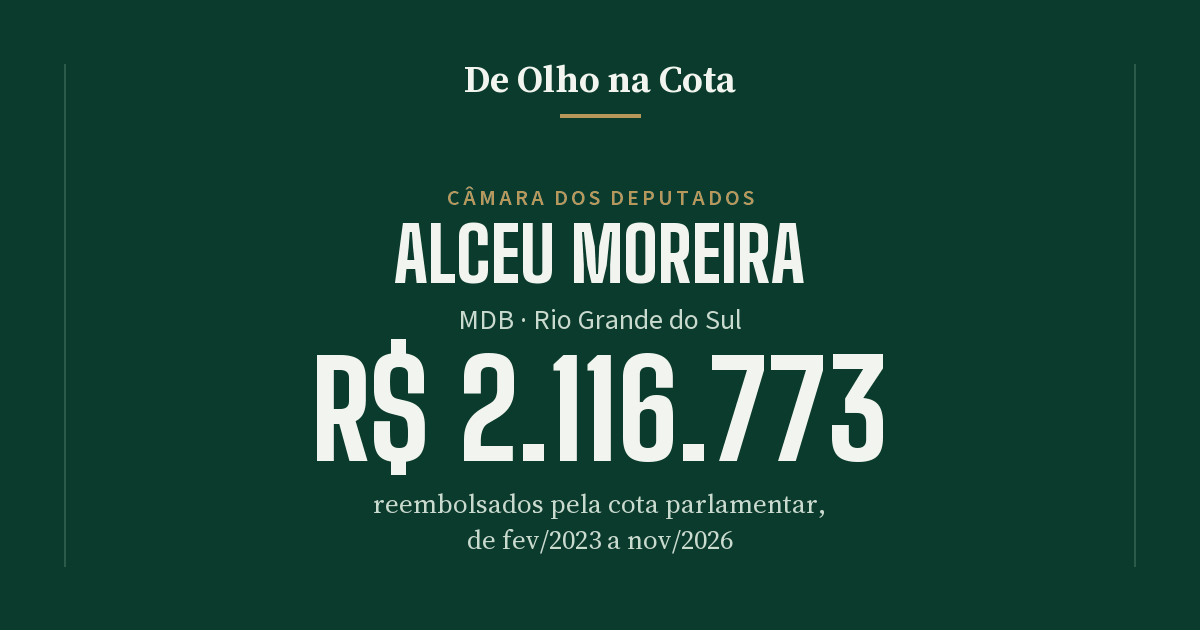 De Olho na Cota
CÂMARA DOS DEPUTADOS
ALCEU MOREIRA
MDB · Rio Grande do Sul
R$ 2.116.773
reembolsados pela cota parlamentar,
de fev/2023 a nov/2026